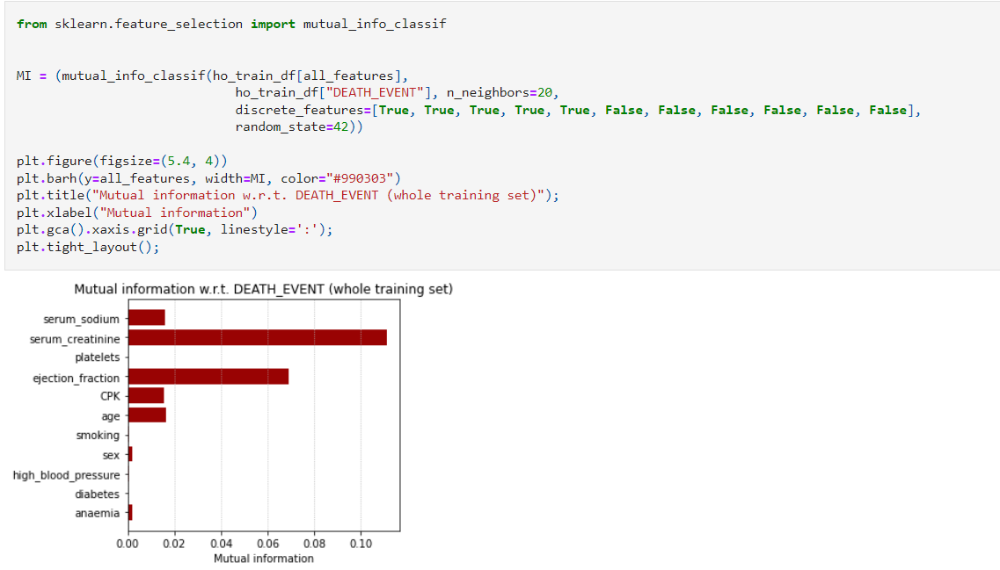 from sklearn.feature_selection import mutual_info_classif
MI = (mutual_info_classif(ho_train_df[all_features],
ho_train_df["DEATH_EVENT"], n_neighbors=20,
discrete_features=[True, True, True, True, True, False, False, False, False, False, False],
random_state=42))
plt.figure(figsize=(5.4, 4))
plt.barh(y=all_features, width=MI, color="#990303")
plt.title("Mutual information w.r.t. DEATH_EVENT (whole training set)");
plt.xlabel("Mutual information")
plt.gca().xaxis.grid(True, linestyle=':');
plt.tight_layout();
Mutual information w.r.t. DEATH_EVENT (whole training set)
serum_sodium
serum_creatinine
platelets
ejection_fraction
CPK
age
smoking
sex
high_blood_pressure
diabetes
anaemia
0.00 0.02 0.04 0.06 0.08 0.10
Mutual information